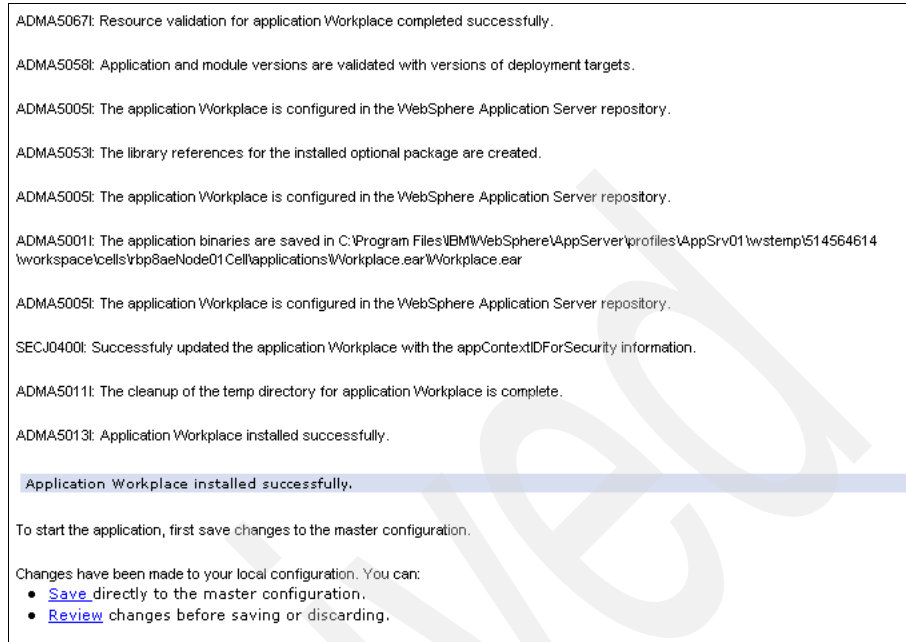 ADMA5067I: Resource validation for application Workplace completed successfully.
ADMA5058I: Application and module versions are validated with versions of deployment targets.
ADMA5005I: The application Workplace is configured in the WebSphere Application Server repository.
ADMA5053I: The library references for the installed optional package are created.
ADMA5005I: The application Workplace is configured in the WebSphere Application Server repository.
ADMA5001I: The application binaries are saved in C:\Program Files\IBM\WebSphere\AppServer\profiles\AppSrv01\wstemp\514564614
\workspace\cells\rbp8aeNode01Cell\applications\Workplace.ear\Workplace.ear
ADMA5005I: The application Workplace is configured in the WebSphere Application Server repository.
SECJ0400I: Successfuly updated the application Workplace with the appContextIDForSecurity information.
ADMA5011I: The cleanup of the temp directory for application Workplace is complete.
ADMA5013I: Application Workplace installed successfully.
Application Workplace installed successfully.
To start the application, first save changes to the master configuration.
Changes have been made to your local configuration. You can:
• Save directly to the master configuration.
• Review changes before saving or discarding.